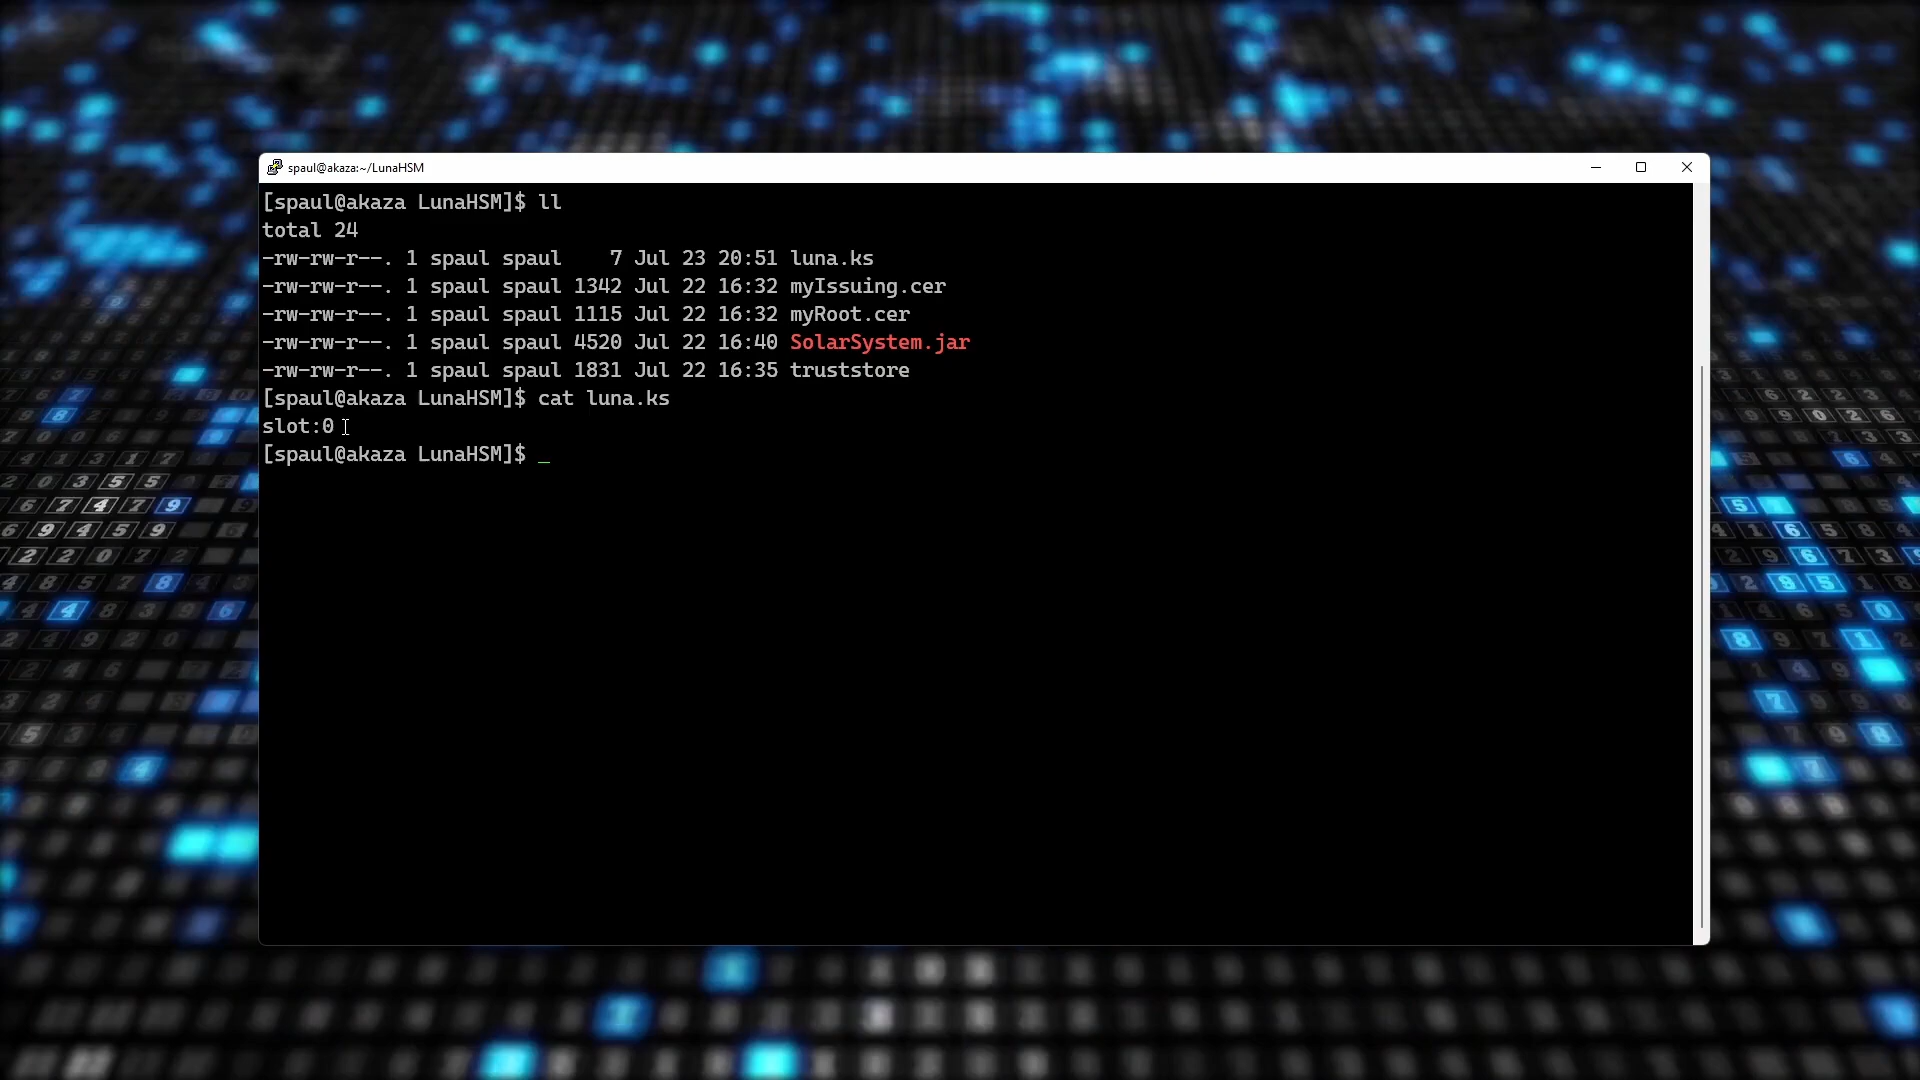 spaul@akaza:~/LunaHSM
[spaul@akaza LunaHSM]$ ll
total 24
-rw-rw-r--. 1 spaul spaul    7 Jul 23 20:51 luna.ks
-rw-rw-r--. 1 spaul spaul 1342 Jul 22 16:32 myIssuing.cer
-rw-rw-r--. 1 spaul spaul 1115 Jul 22 16:32 myRoot.cer
-rw-rw-r--. 1 spaul spaul 4520 Jul 22 16:40 SolarSystem.jar
-rw-rw-r--. 1 spaul spaul 1831 Jul 22 16:35 truststore
[spaul@akaza LunaHSM]$ cat luna.ks
slot:0
[spaul@akaza LunaHSM]$ _